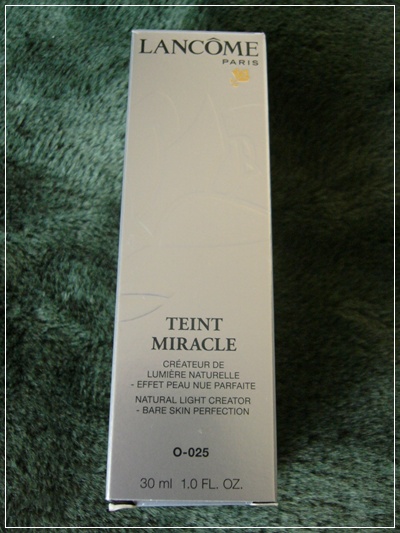 LANCÔME
PARIS
TEINT
MIRACLE
CRÉATEUR DE
LUMIÈRE NATURELLE
- EFFET PEAU NUE PARFAITE
NATURAL LIGHT CREATOR
- BARE SKIN PERFECTION
O-025
30 ml 1.0 FL. OZ.